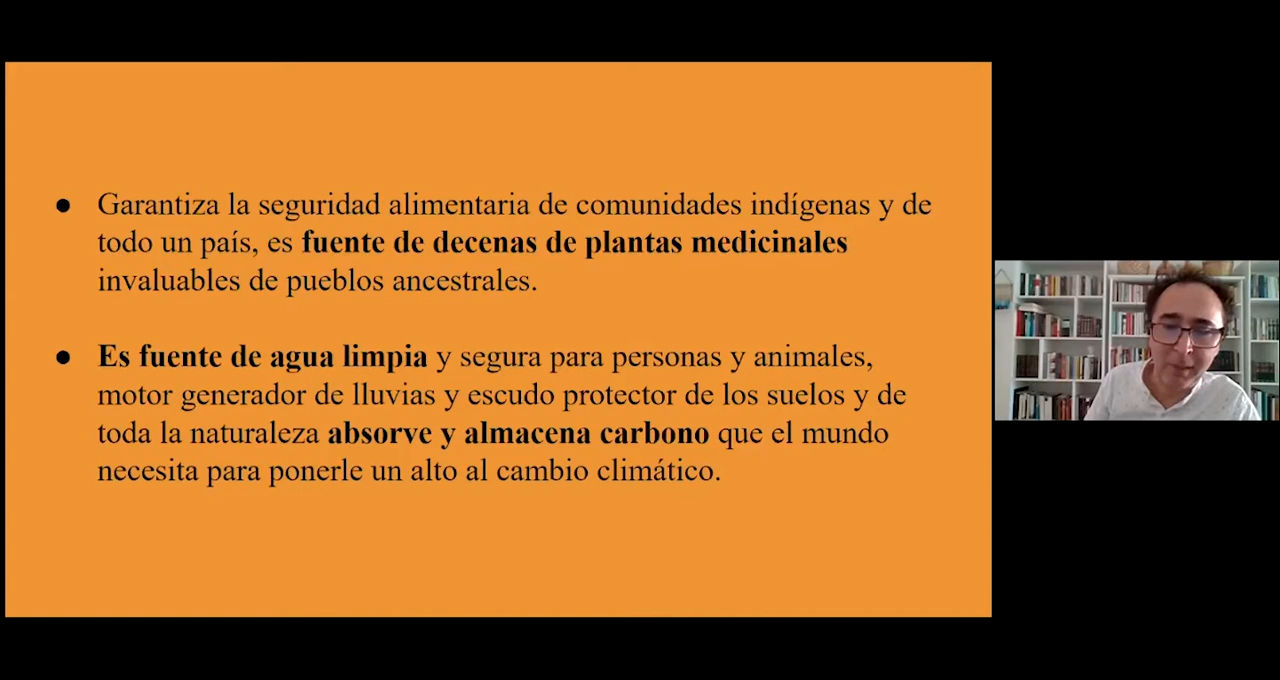 ● Garantiza la seguridad alimentaria de comunidades indígenas y de
todo un país, es fuente de decenas de plantas medicinales
invaluables de pueblos ancestrales.
● Es fuente de agua limpia y segura para personas y animales,
motor generador de lluvias y escudo protector de los suelos y de
toda la naturaleza absorve y almacena carbono que el mundo
necesita para ponerle un alto al cambio climático.